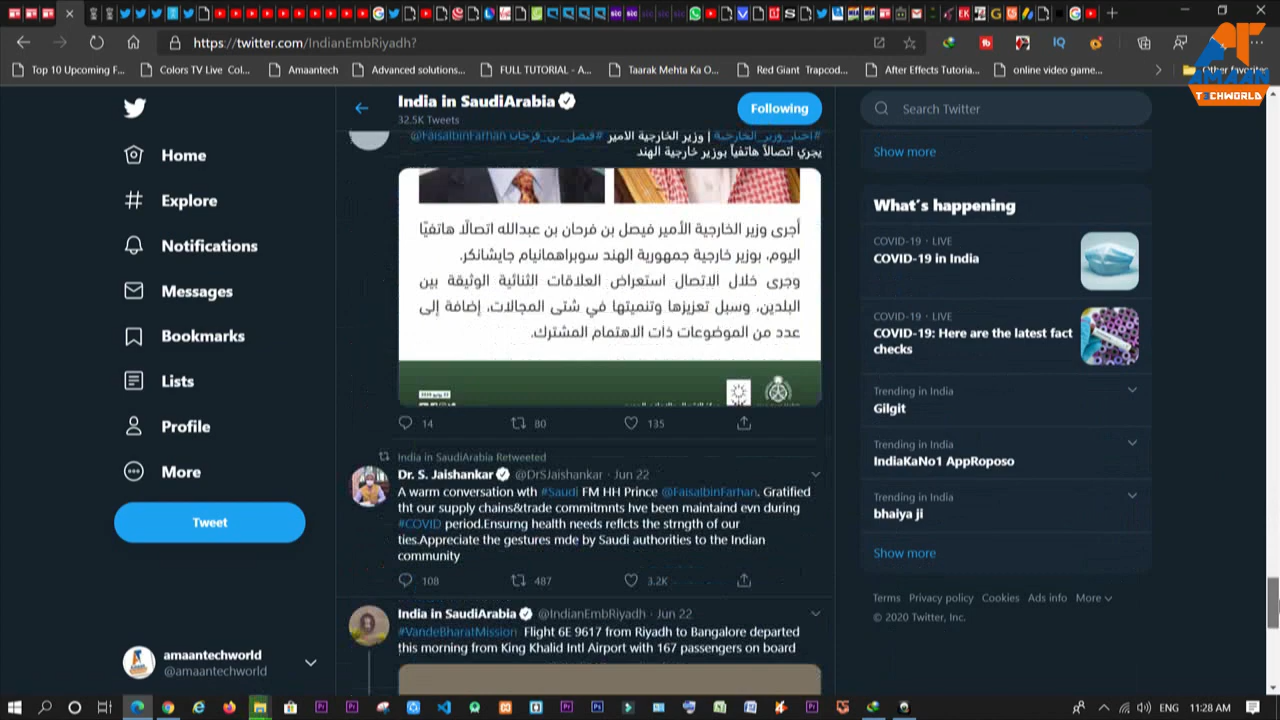 https://twitter.com/IndianEmbRiyadh?
Top 10 Upcoming F...
Colors TV Live Col...
Amaantech
Advanced solutions...
FULL TUTORIAL - A...
Taarak Mehta Ka O...
Red Giant Trapcod...
After Effects Tutoria...
online video game...
Other favorites
AMAAN
TECHWORLD
India in SaudiArabia
32.5K Tweets
Following
Search Twitter
Home
Explore
Notifications
Messages
Bookmarks
Lists
Profile
More
Tweet
amaantechworld
@amaantechworld
#اخبار_وزير_الخارجية | وزير الخارجية الأمير #فيصل_بن_فرحان @FaisalbinFarhan
يجري اتصالاً هاتفياً بوزير خارجية الهند
أجرى وزير الخارجية الأمير فيصل بن فرحان بن عبدالله اتصالًا هاتفيًا
اليوم، بوزير خارجية جمهورية الهند سوبراهمانيام جايشانكر.
وجرى خلال الاتصال استعراض العلاقات الثنائية الوثيقة بين
البلدين، وسبل تعزيزها وتنميتها في شتى المجالات، إضافة إلى
عدد من الموضوعات ذات الاهتمام المشترك.
14 80 135
India in SaudiArabia Retweeted
Dr. S. Jaishankar @DrSJaishankar · Jun 22
A warm conversation wth #Saudi FM HH Prince @FaisalbinFarhan. Gratified
tht our supply chains&trade commitmnts hve been maintaind evn during
#COVID period.Ensurng health needs reflcts the strngth of our
ties.Appreciate the gestures mde by Saudi authorities to the Indian
community
108 487 3.2K
India in SaudiArabia @IndianEmbRiyadh · Jun 22
#VandeBharatMission Flight 6E 9617 from Riyadh to Bangalore departed
this morning from King Khalid Intl Airport with 167 passengers on board
Show more
What's happening
COVID-19 · LIVE
COVID-19 in India
COVID-19 · LIVE
COVID-19: Here are the latest fact
checks
Trending in India
Gilgit
Trending in India
IndiaKaNo1 AppRoposo
Trending in India
bhaiya ji
Show more
Terms Privacy policy Cookies Ads info More
© 2020 Twitter, Inc.
ENG 11:28 AM